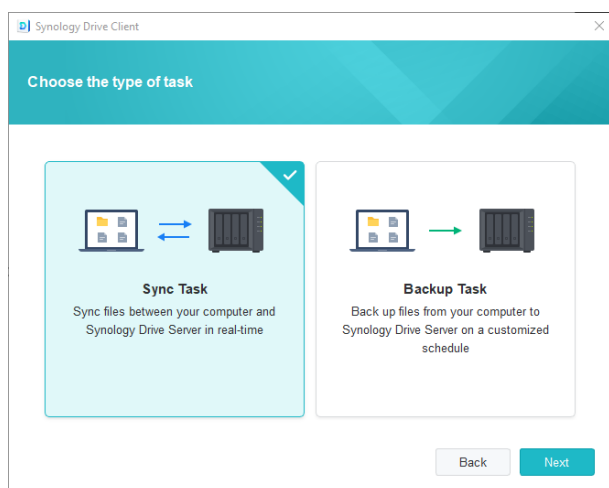 Synology Drive Client
Choose the type of task
Sync Task
Sync files between your computer and
Synology Drive Server in real-time
Backup Task
Back up files from your computer to
Synology Drive Server on a customized
schedule
Back
Next